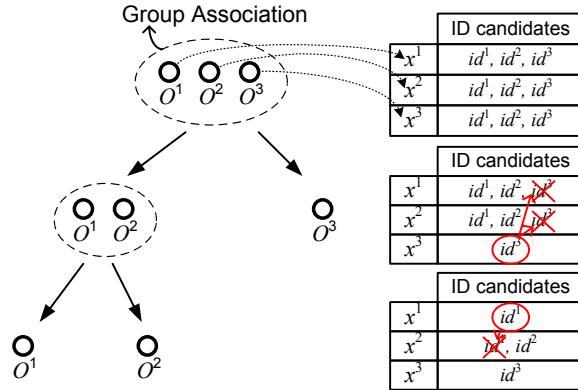 Group Association
O¹ O² O³
ID candidates
x¹ id¹, id², id³
x² id¹, id², id³
x³ id¹, id², id³
O¹ O²
O³
ID candidates
x¹ id¹, id², id³
x² id¹, id², id³
x³ id³
O¹ O²
ID candidates
x¹ id¹
x² id¹, id²
x³ id³